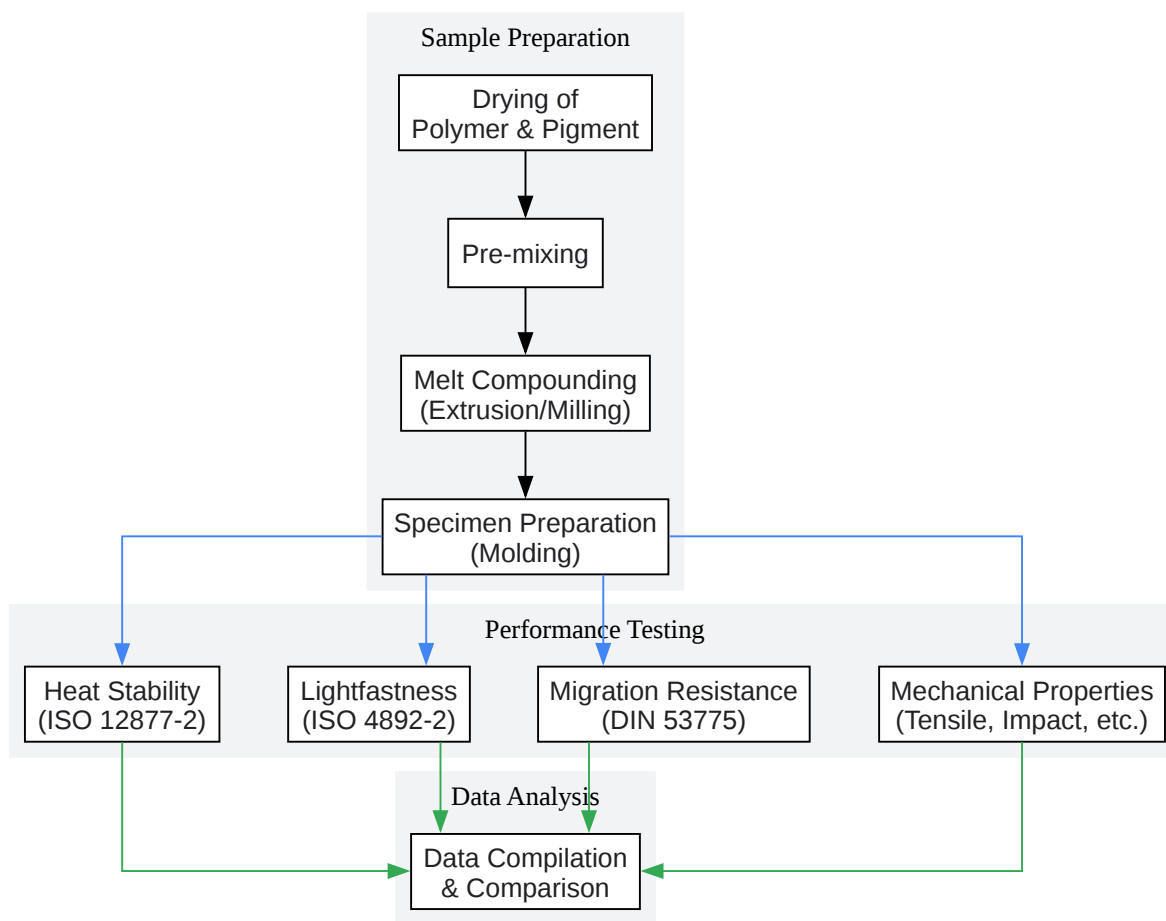 Sample Preparation
Drying of
Polymer & Pigment
Pre-mixing
Melt Compounding
(Extrusion/Milling)
Specimen Preparation
(Molding)
Performance Testing
Heat Stability
(ISO 12877-2)
Lightfastness
(ISO 4892-2)
Migration Resistance
(DIN 53775)
Mechanical Properties
(Tensile, Impact, etc.)
Data Analysis
Data Compilation
& Comparison